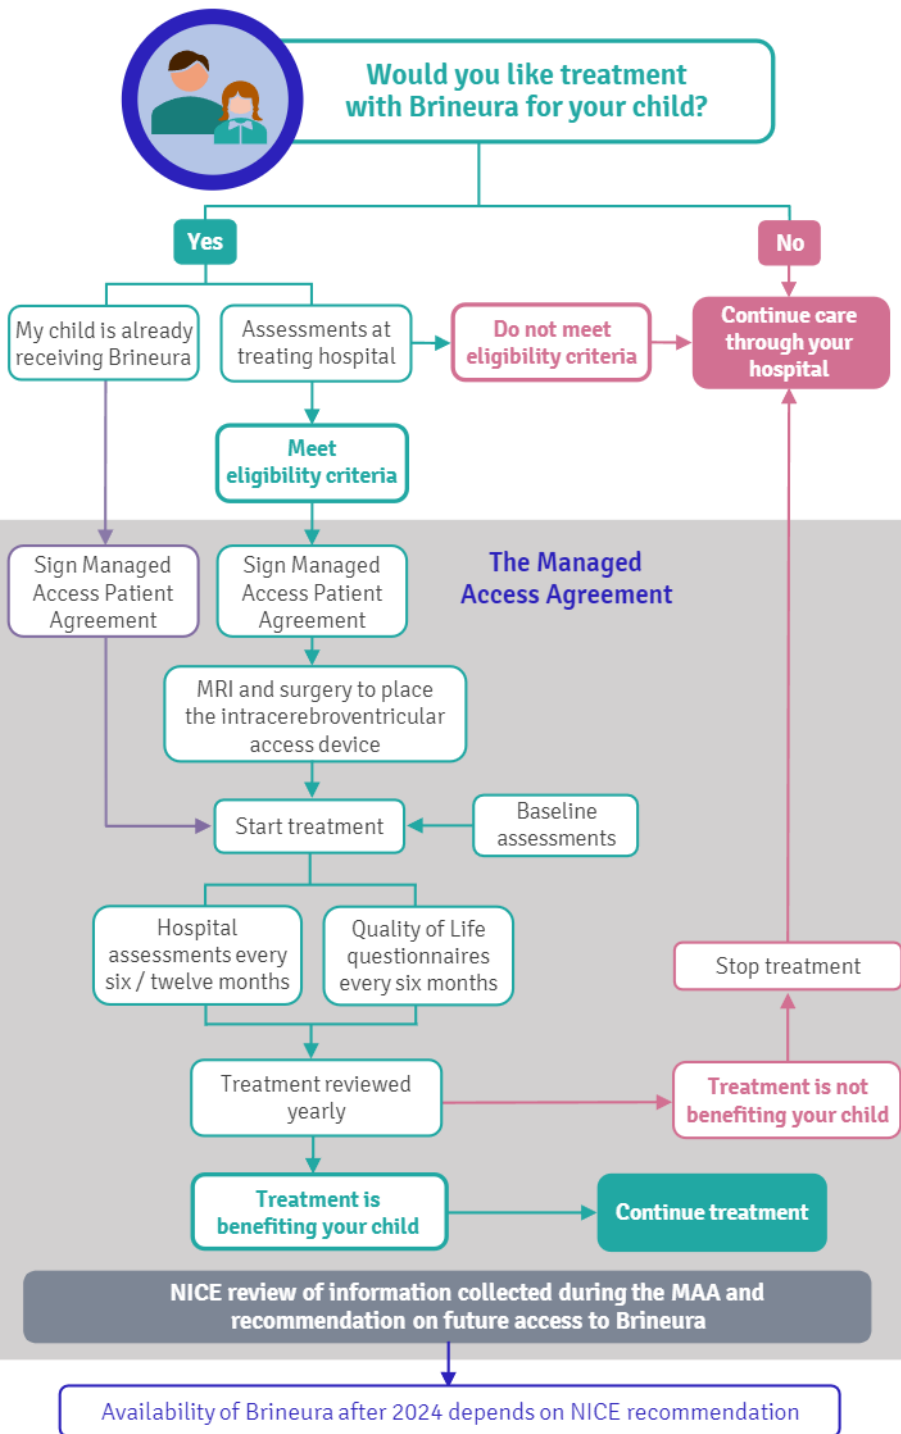 Would you like treatment
with Brineura for your child?
Yes
No
My child is already
receiving Brineura
Assessments at
treating hospital
Do not meet
eligibility criteria
Continue care
through your
hospital
Meet
eligibility criteria
The Managed
Access Agreement
Sign Managed
Access Patient
Agreement
Sign Managed
Access Patient
Agreement
MRI and surgery to place
the intracerebroventricular
access device
Start treatment
Baseline
assessments
Hospital
assessments every
six / twelve months
Quality of Life
questionnaires
every six months
Stop treatment
Treatment reviewed
yearly
Treatment is not
benefiting your child
Treatment is
benefiting your child
Continue treatment
NICE review of information collected during the MAA and
recommendation on future access to Brineura
Availability of Brineura after 2024 depends on NICE recommendation